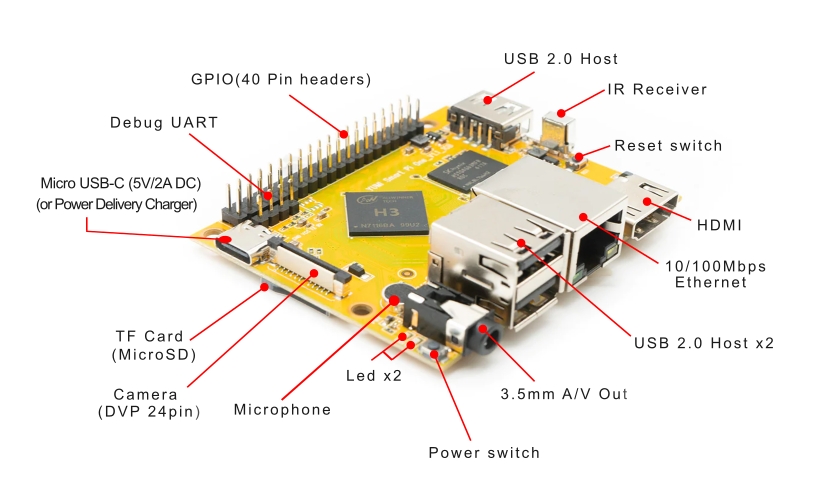 USB 2.0 Host
GPIO(40 Pin headers)
IR Receiver
Debug UART
Reset switch
Micro USB-C (5V/2A DC)
(or Power Delivery Charger)
H3
HDMI
10/100Mbps
Ethernet
TF Card
(MicroSD)
USB 2.0 Host x2
Led x2
Camera
(DVP 24pin)
3.5mm A/V Out
Microphone
Power switch